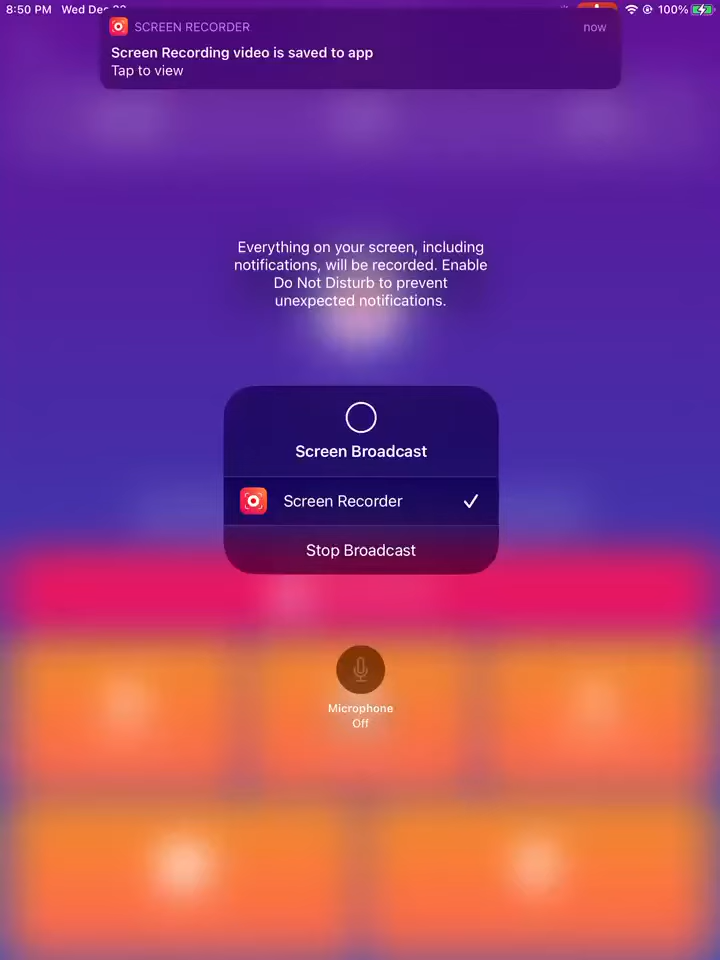 8:50 PM Wed Dec
100%
SCREEN RECORDER
now
Screen Recording video is saved to app
Tap to view
Everything on your screen, including
notifications, will be recorded. Enable
Do Not Disturb to prevent
unexpected notifications.
Screen Broadcast
Screen Recorder
Stop Broadcast
Microphone
Off